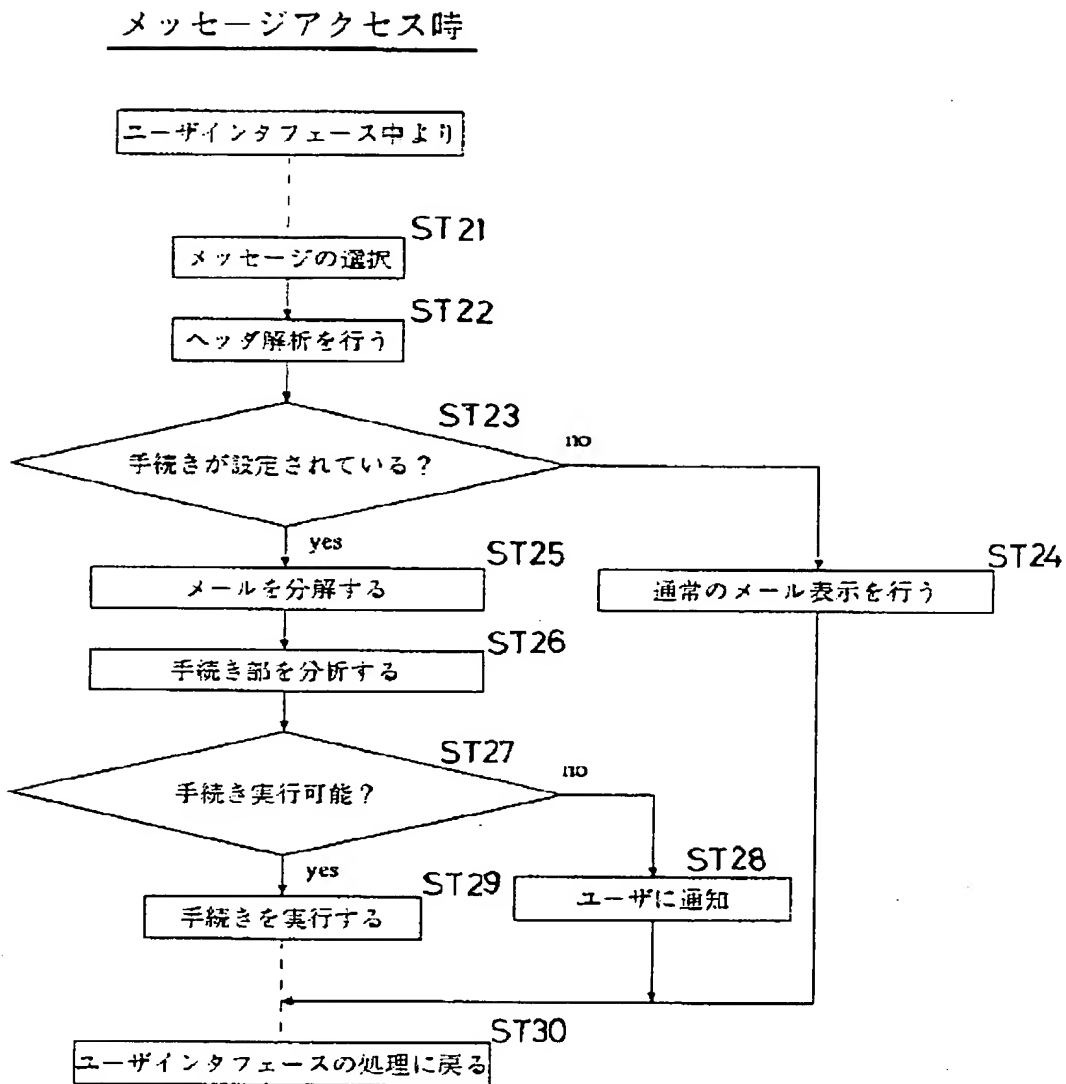 メッセージアクセス時
ユーザインタフェース中より
ST21
メッセージの選択
ST22
ヘッダ解析を行う
ST23
手続きが設定されている？
no
yes
ST25
メールを分解する
ST24
通常のメール表示を行う
ST26
手続き部を分析する
ST27
手続き実行可能？
no
yes
ST29
手続きを実行する
ST28
ユーザに通知
ST30
ユーザインタフェースの処理に戻る